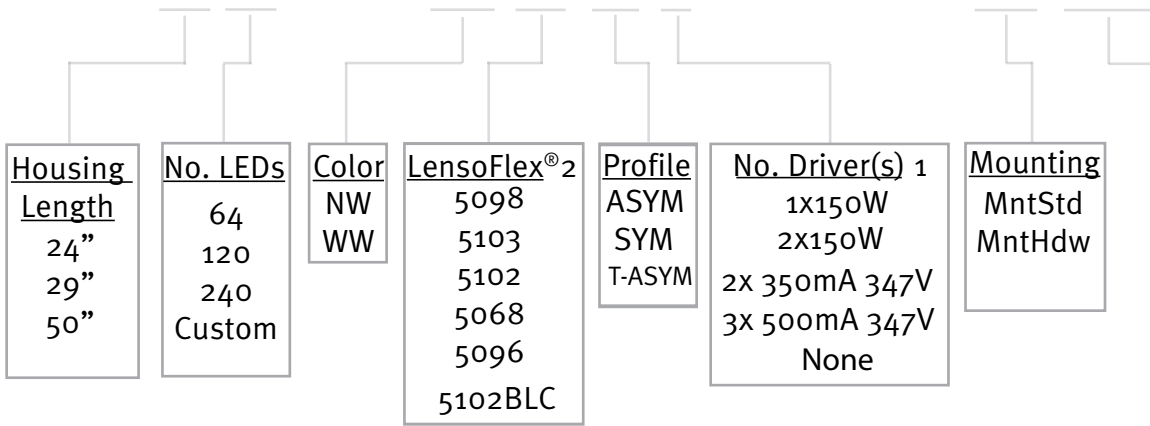 Housing
Length
24”
29”
50”
No. LEDs
64
120
240
Custom
Color
NW
WW
LensoFlex®2
5098
5103
5102
5068
5096
5102BLC
Profile
ASYM
SYM
T-ASYM
No. Driver(s) 1
1x150W
2x150W
2x 350mA 347V
3x 500mA 347V
None
Mounting
MntStd
MntHdw